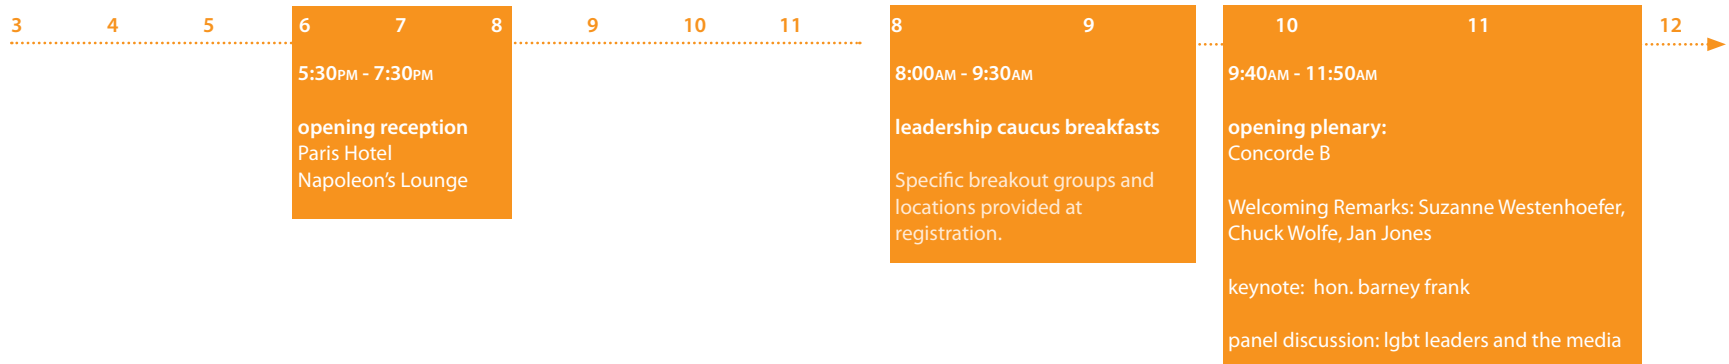 3 4 5 6 7 8 9 10 11 8 9 10 11 12
5:30PM - 7:30PM
opening reception
Paris Hotel
Napoleon's Lounge
8:00AM - 9:30AM
leadership caucus breakfasts
Specific breakout groups and
locations provided at
registration.
9:40AM - 11:50AM
opening plenary:
Concorde B
Welcoming Remarks: Suzanne Westenhoefer,
Chuck Wolfe, Jan Jones
keynote:  hon. barney frank
panel discussion: lgbt leaders and the media